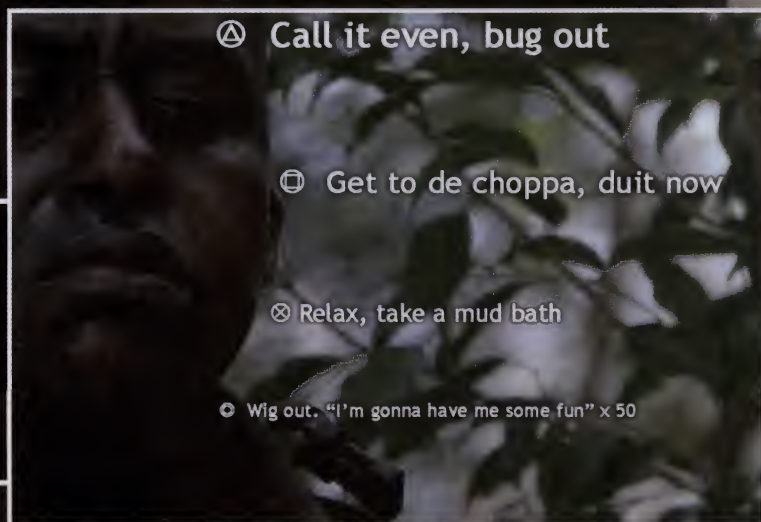 Call it even, bug out
Get to de choppa, duit now
Relax, take a mud bath
Wig out. “I’m gonna have me some fun” x 50